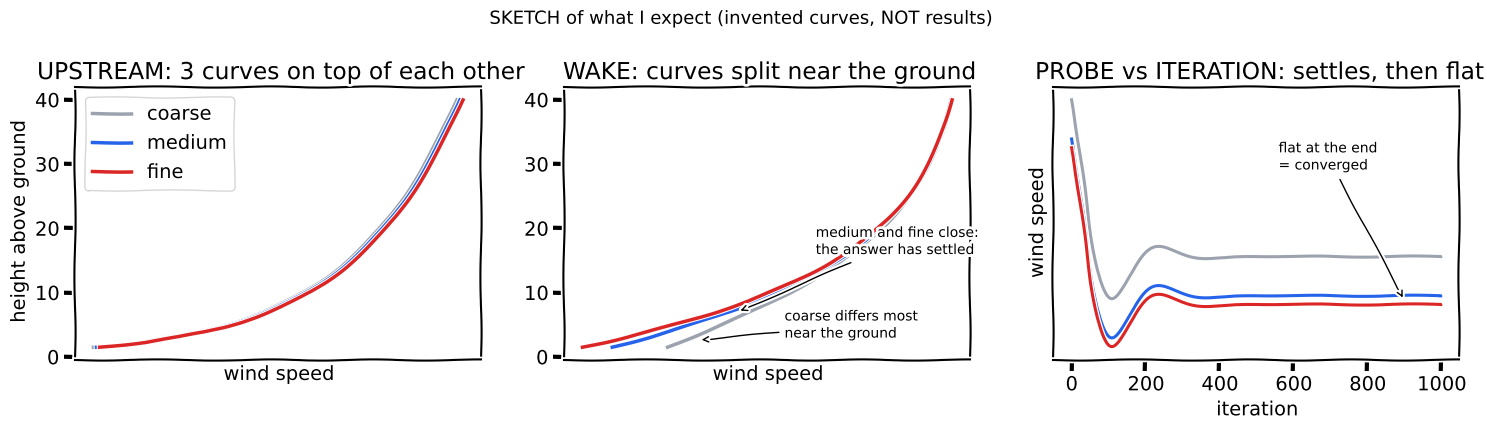 SKETCH of what I expect (invented curves, NOT results)
UPSTREAM: 3 curves on top of each other
height above ground
40
30
20
10
0
coarse
medium
fine
wind speed
WAKE: curves split near the ground
40
30
20
10
0
medium and fine close:
the answer has settled
coarse differs most
near the ground
wind speed
PROBE vs ITERATION: settles, then flat
wind speed
flat at the end
= converged
0 200 400 600 800 1000
iteration